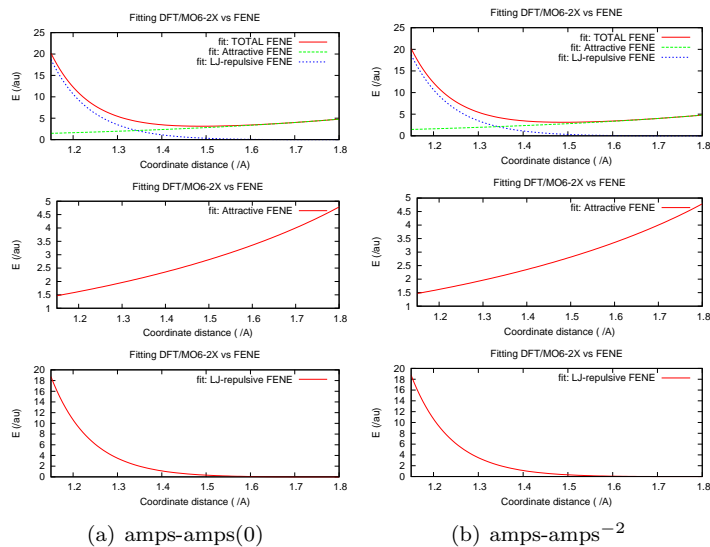 Fitting DFT/MO6-2X vs FENE
fit: TOTAL FENE
fit: Attractive FENE
fit: LJ-repulsive FENE
E (/au)
25
20
15
10
5
0
1.2 1.3 1.4 1.5 1.6 1.7 1.8
Coordinate distance ( /A)
Fitting DFT/MO6-2X vs FENE
fit: Attractive FENE
E (/au)
5
4.5
4
3.5
3
2.5
2
1.5
1
1.2 1.3 1.4 1.5 1.6 1.7 1.8
Coordinate distance ( /A)
Fitting DFT/MO6-2X vs FENE
fit: LJ-repulsive FENE
E (/au)
20
18
16
14
12
10
8
6
4
2
0
1.2 1.3 1.4 1.5 1.6 1.7 1.8
Coordinate distance ( /A)
(a) amps-amps(0)
Fitting DFT/MO6-2X vs FENE
fit: TOTAL FENE
fit: Attractive FENE
fit: LJ-repulsive FENE
E (/au)
25
20
15
10
5
0
1.2 1.3 1.4 1.5 1.6 1.7 1.8
Coordinate distance ( /A)
Fitting DFT/MO6-2X vs FENE
fit: Attractive FENE
E (/au)
5
4.5
4
3.5
3
2.5
2
1.5
1
1.2 1.3 1.4 1.5 1.6 1.7 1.8
Coordinate distance ( /A)
Fitting DFT/MO6-2X vs FENE
fit: LJ-repulsive FENE
E (/au)
20
18
16
14
12
10
8
6
4
2
0
1.2 1.3 1.4 1.5 1.6 1.7 1.8
Coordinate distance ( /A)
(b) amps-amps⁻²